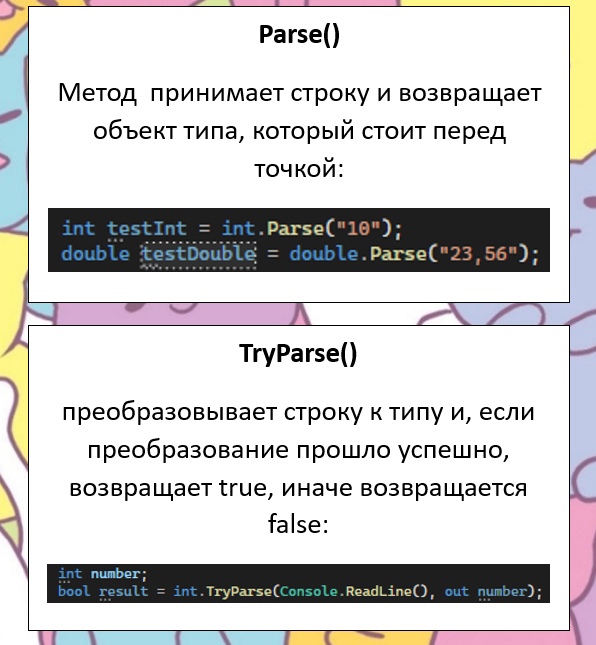 Parse()
Метод принимает строку и возвращает
объект типа, который стоит перед
точкой:
int testInt = int.Parse("10");
double testDouble = double.Parse("23,56");
TryParse()
преобразовывает строку к типу и, если
преобразование прошло успешно,
возвращает true, иначе возвращается
false:
int number;
bool result = int.TryParse(Console.ReadLine(), out number);